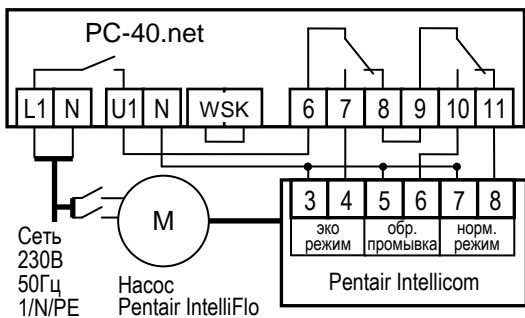 PC-40.net
L1 N U1 N WSK 6 7 8 9 10 11
M
3 4 5 6 7 8
эко режим
обр. промывка
норм. режим
Pentair Intellicom
Сеть
230В
50Гц
1/N/PE
Насос
Pentair IntelliFlo